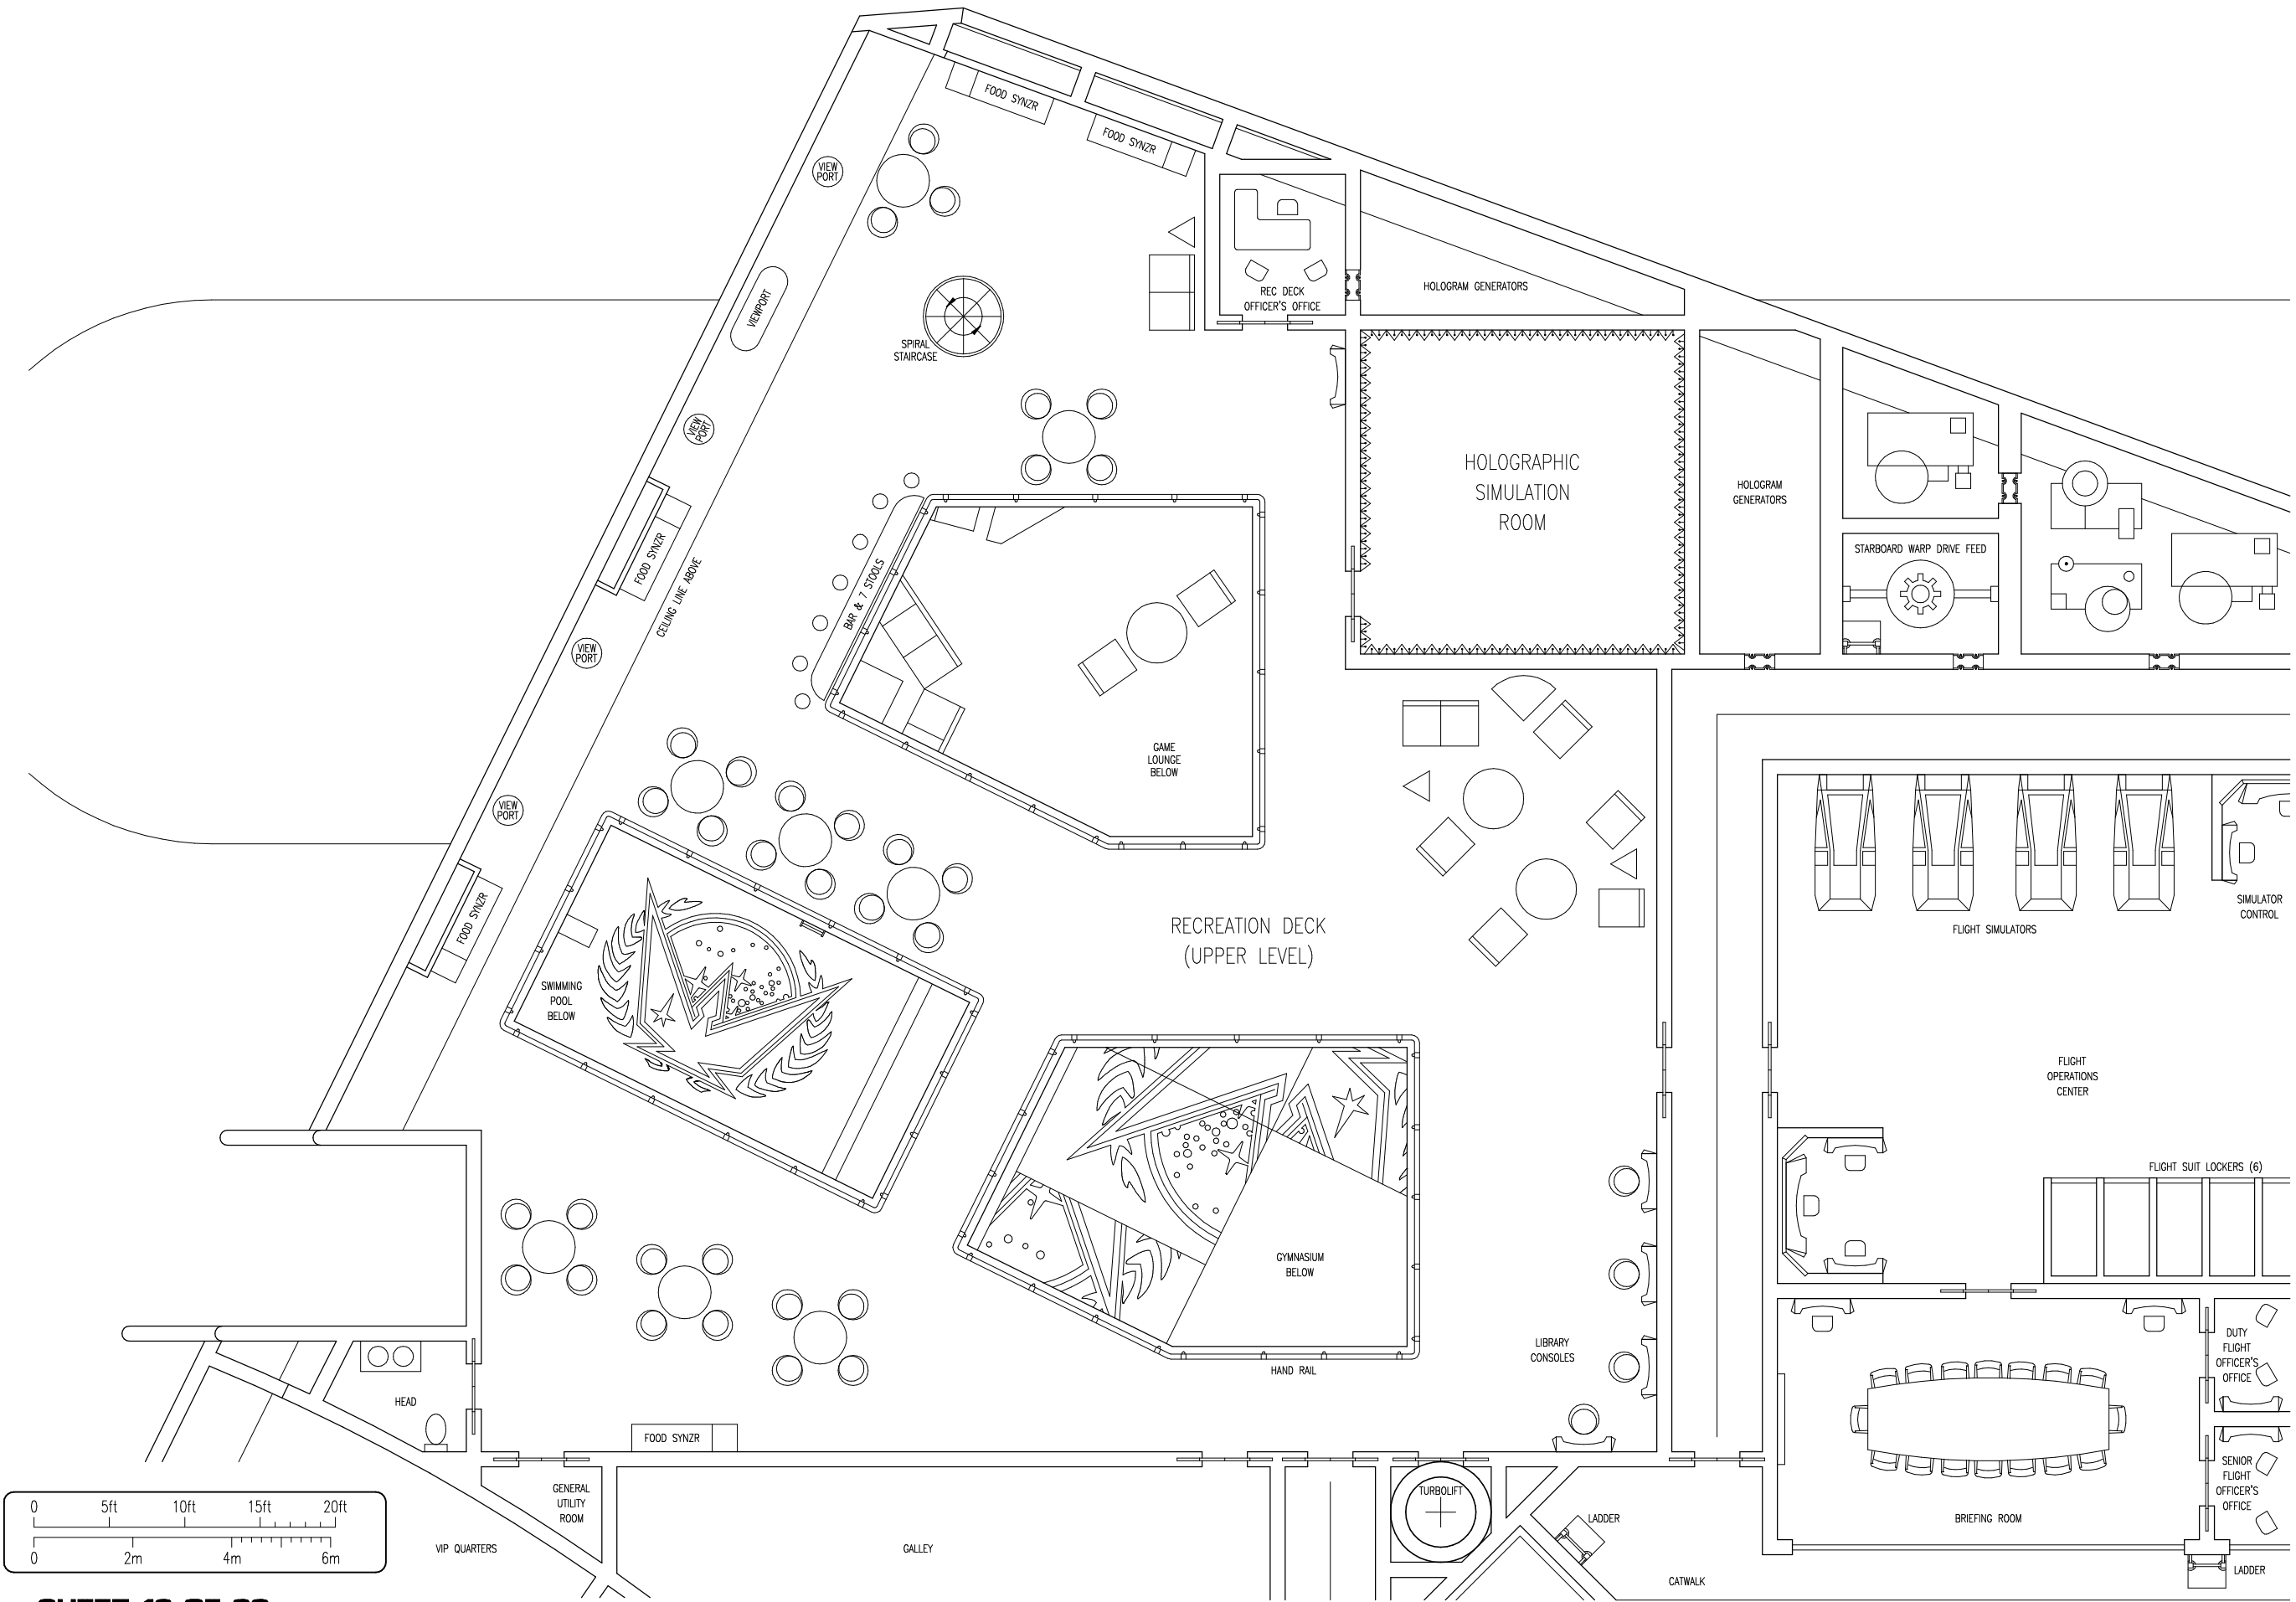 FOOD SYNZR
FOOD SYNZR
VIEW
PORT
REC DECK
OFFICER'S OFFICE
HOLOGRAM GENERATORS
VIEWPORT
SPIRAL
STAIRCASE
VIEW
PORT
HOLOGRAPHIC
SIMULATION
ROOM
HOLOGRAM
GENERATORS
STARBOARD WARP DRIVE FEED
FOOD SYNZR
CEILING LINE ABOVE
BAR & 7 STOOLS
VIEW
PORT
GAME
LOUNGE
BELOW
VIEW
PORT
FOOD SYNZR
SWIMMING
POOL
BELOW
RECREATION DECK
(UPPER LEVEL)
FLIGHT SIMULATORS
SIMULATOR
CONTROL
FLIGHT
OPERATIONS
CENTER
FLIGHT SUIT LOCKERS (6)
GYMNASIUM
BELOW
HAND RAIL
LIBRARY
CONSOLES
DUTY
FLIGHT
OFFICER'S
OFFICE
HEAD
FOOD SYNZR
SENIOR
FLIGHT
OFFICER'S
OFFICE
GENERAL
UTILITY
ROOM
TURBOLIFT
LADDER
BRIEFING ROOM
VIP QUARTERS
GALLEY
CATWALK
LADDER
0 5ft 10ft 15ft 20ft
0 2m 4m 6m